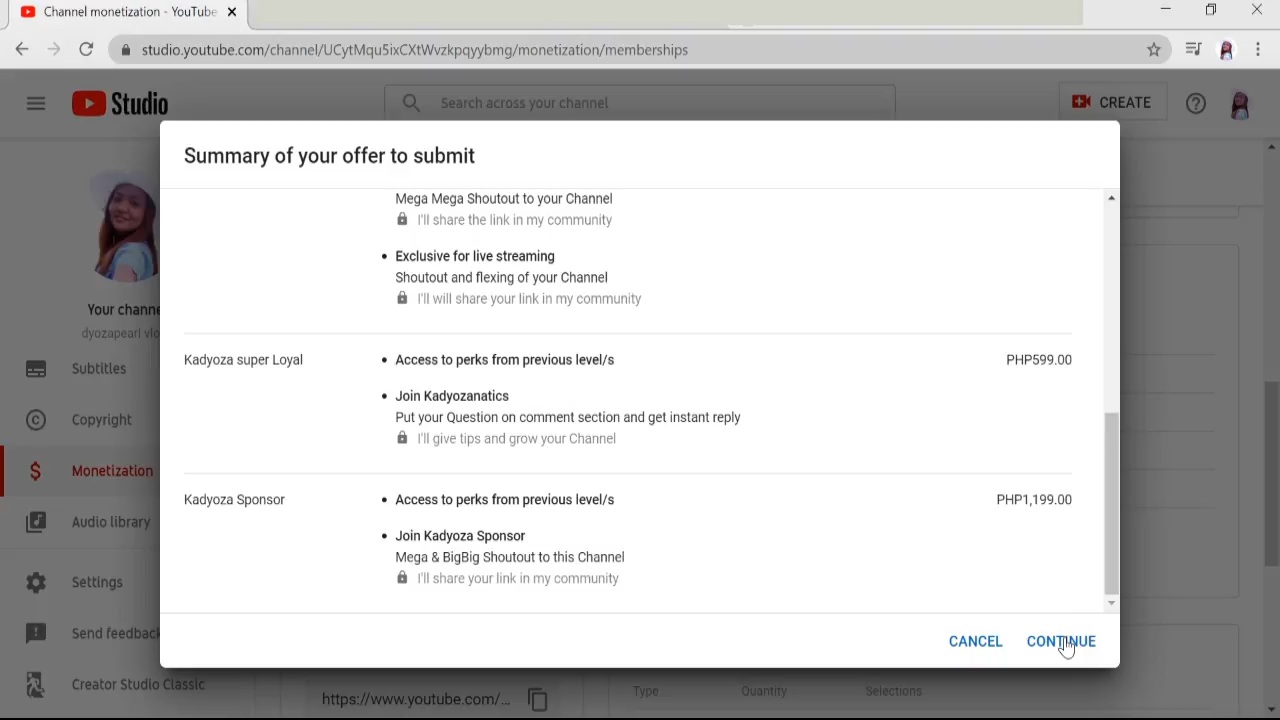 Channel monetization - YouTube
studio.youtube.com/channel/UCytMqu5ixCXtWvzkpqyybmg/monetization/memberships
Studio
Search across your channel
CREATE
Summary of your offer to submit
Mega Mega Shoutout to your Channel
I'll share the link in my community
Exclusive for live streaming
Shoutout and flexing of your Channel
I'll will share your link in my community
Your channe
dyozapearl vlo
Kadyoza super Loyal
Access to perks from previous level/s
PHP599.00
Join Kadyozanatics
Put your Question on comment section and get instant reply
I'll give tips and grow your Channel
Kadyoza Sponsor
Access to perks from previous level/s
PHP1,199.00
Join Kadyoza Sponsor
Mega & BigBig Shoutout to this Channel
I'll share your link in my community
Subtitles
Copyright
Monetization
Audio library
Settings
Send feedback
Creator Studio Classic
CANCEL
CONTINUE
https://www.youtube.com/...
Type
Quantity
Selections